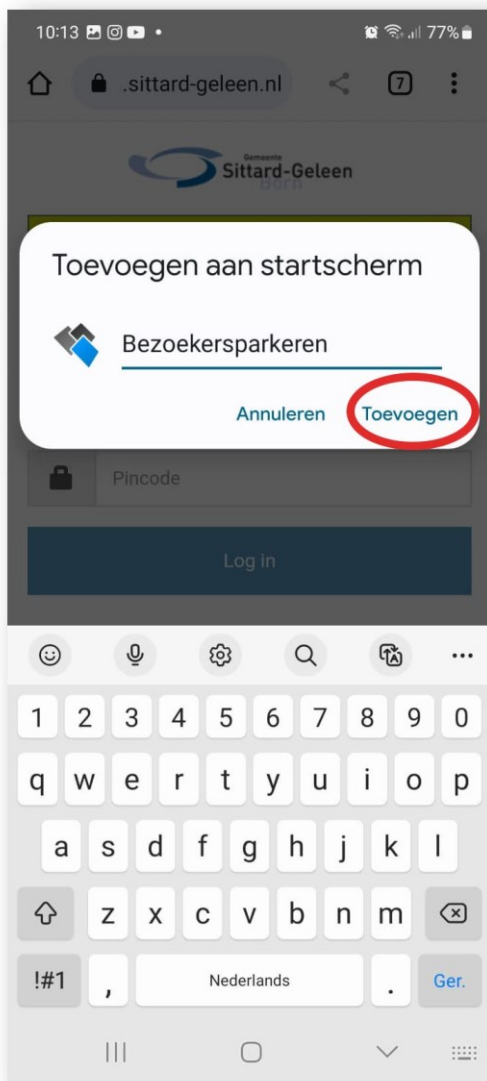 10:13
77%
.sittard-geleen.nl
7
Gemeente
Sittard-Geleen
Born
Toevoegen aan startscherm
Bezoekersparkeren
Annuleren Toevoegen
Pincode
Log in
1 2 3 4 5 6 7 8 9 0
q w e r t y u i o p
a s d f g h j k l
z x c v b n m
!#1 , Nederlands . Ger.